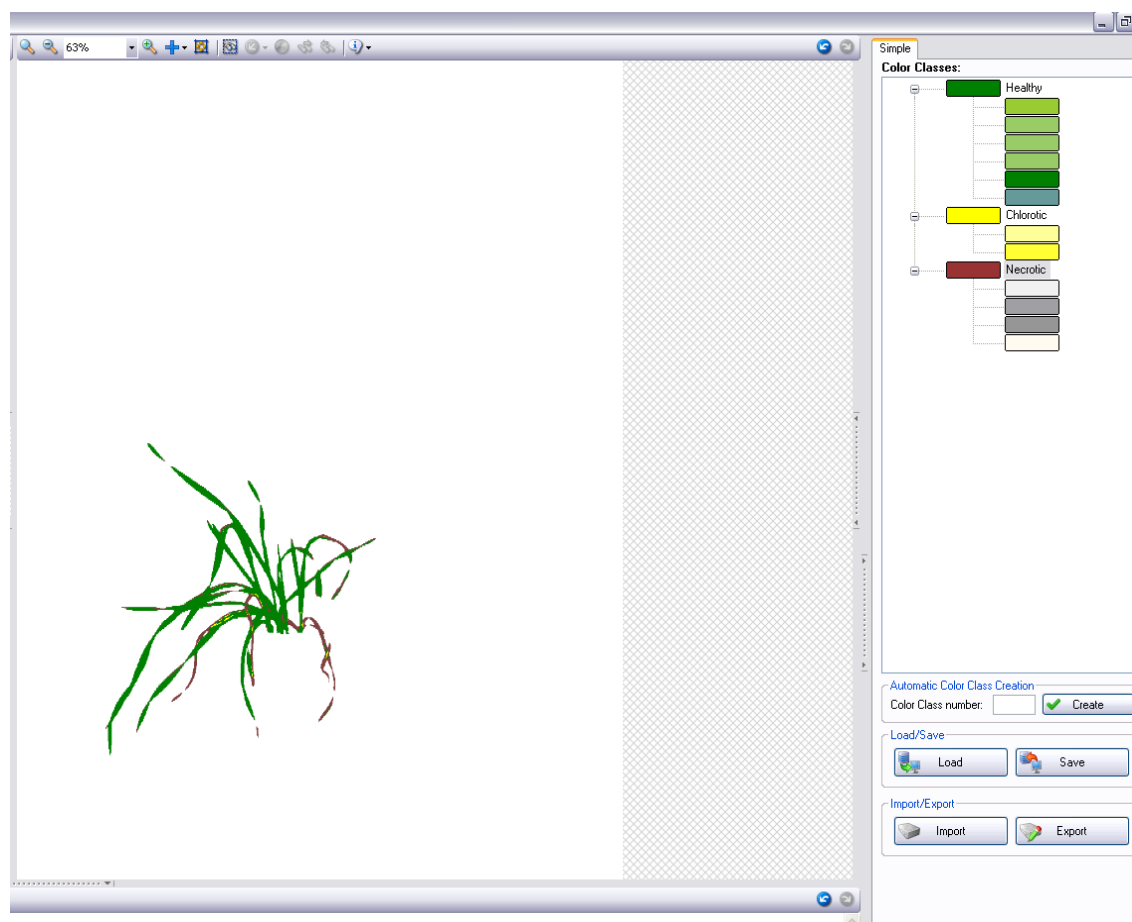 63%
Simple
Color Classes:
Healthy
Chlorotic
Necrotic
Automatic Color Class Creation
Color Class number:
Create
Load/Save
Load
Save
Import/Export
Import
Export